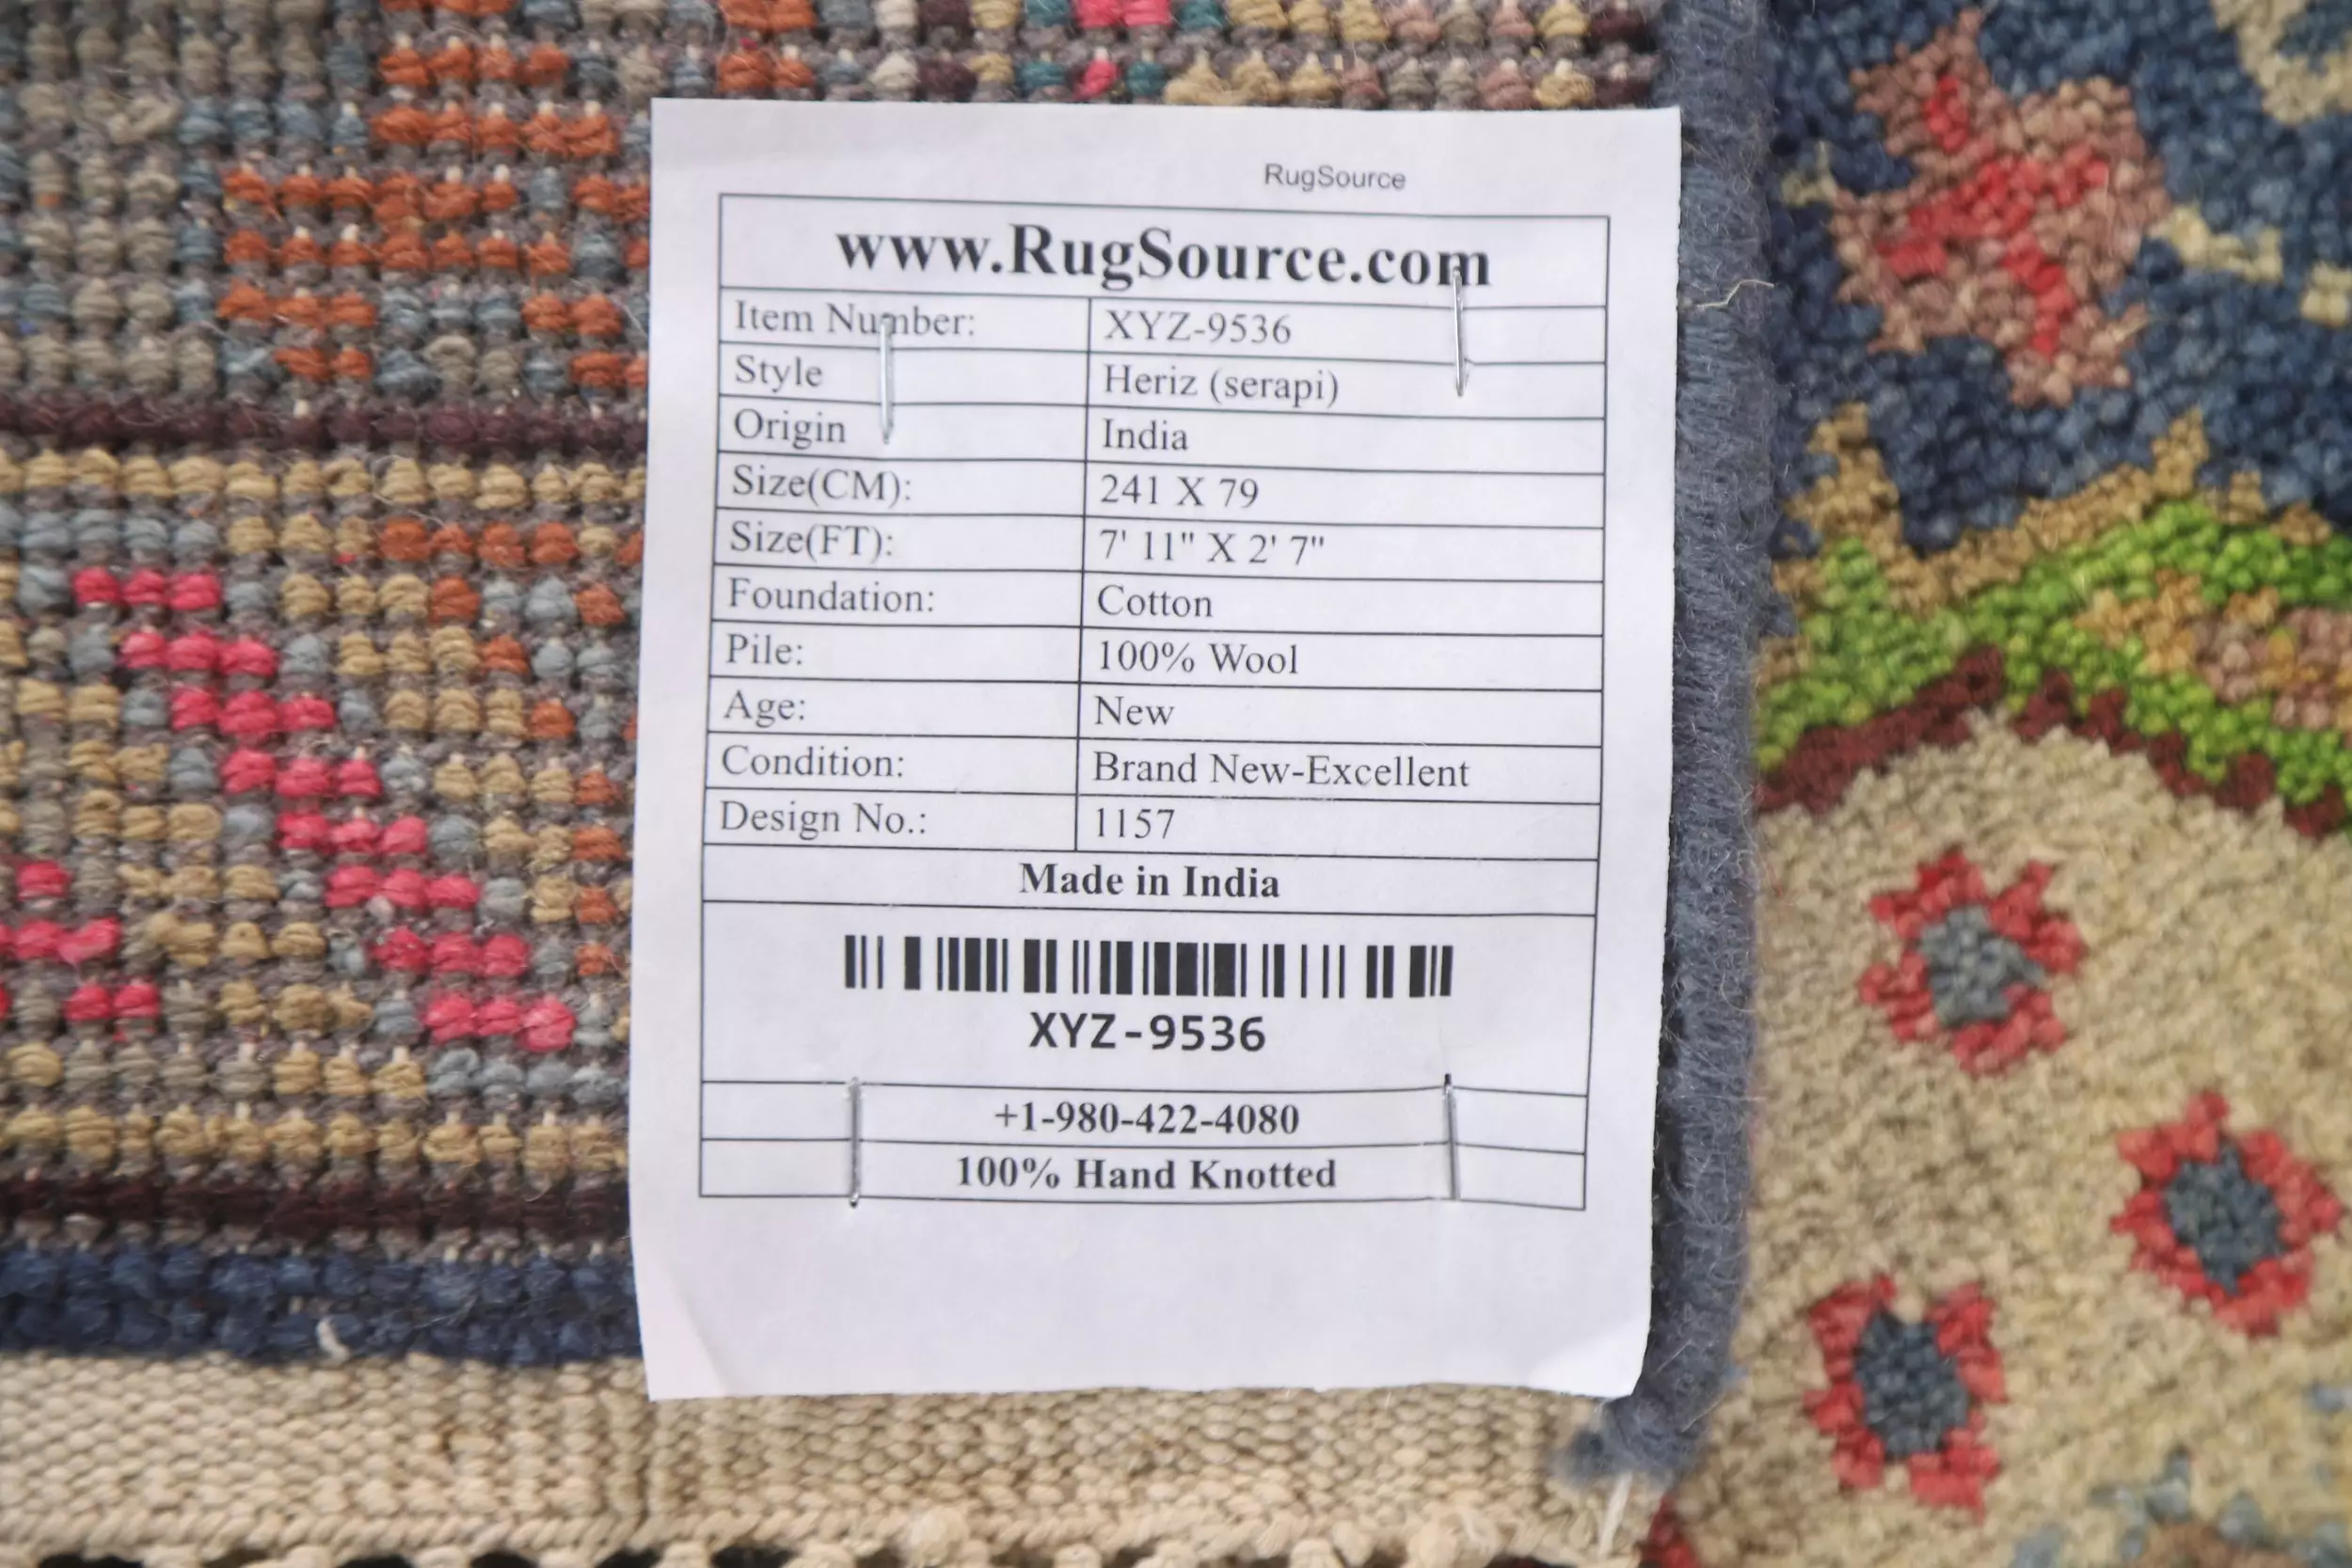 RugSource
www.RugSource.com
Item Number: XYZ-9536
Style Heriz (serapi)
Origin India
Size(CM): 241 X 79
Size(FT): 7' 11" X 2' 7"
Foundation: Cotton
Pile: 100% Wool
Age: New
Condition: Brand New-Excellent
Design No.: 1157
Made in India
XYZ-9536
+1-980-422-4080
100% Hand Knotted